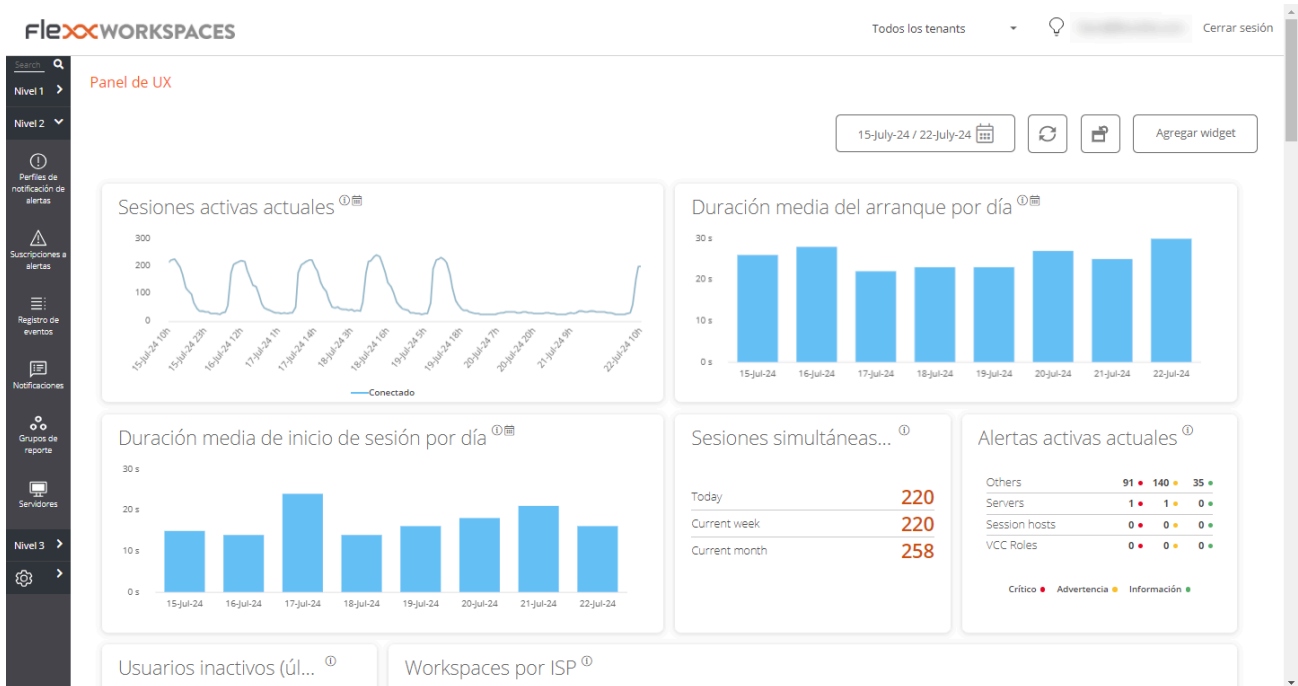 FlexxWORKSPACES
Todos los tenants
Cerrar sesión
Search
Nivel 1
Nivel 2
Perfiles de
notificación de
alertas
Suscripciones a
alertas
Registro de
eventos
Notificaciones
Grupos de
reporte
Servidores
Nivel 3
Panel de UX
15-July-24 / 22-July-24
Agregar widget
Sesiones activas actuales
300
200
100
0
15-Jul-24 10h
15-Jul-24 23h
16-Jul-24 12h
17-Jul-24 1h
17-Jul-24 14h
18-Jul-24 3h
18-Jul-24 16h
19-Jul-24 5h
19-Jul-24 18h
20-Jul-24 7h
20-Jul-24 20h
21-Jul-24 9h
22-Jul-24 10h
Conectado
Duración media del arranque por día
30 s
20 s
10 s
0 s
15-Jul-24 16-Jul-24 17-Jul-24 18-Jul-24 19-Jul-24 20-Jul-24 21-Jul-24 22-Jul-24
Duración media de inicio de sesión por día
30 s
20 s
10 s
0 s
15-Jul-24 16-Jul-24 17-Jul-24 18-Jul-24 19-Jul-24 20-Jul-24 21-Jul-24 22-Jul-24
Sesiones simultáneas...
Today 220
Current week 220
Current month 258
Alertas activas actuales
Others 91 140 35
Servers 1 1 0
Session hosts 0 0 0
VCC Roles 0 0 0
Crítico Advertencia Información
Usuarios inactivos (úl...
Workspaces por ISP